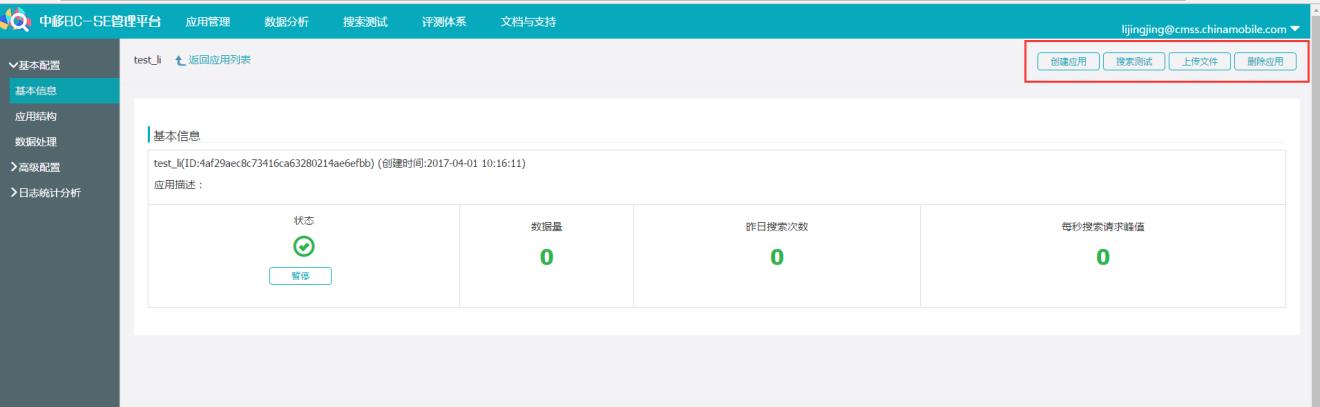 中移BC-SE管理平台 应用管理 数据分析 搜索测试 评测体系 文档与支持
lijingjing@cmss.chinamobile.com
基本配置
基本信息
应用结构
数据处理
高级配置
日志统计分析
test_li 返回应用列表
创建应用 搜索测试 上传文件 删除应用
基本信息
test_li(ID:4af29aec8c73416ca63280214ae6efbb) (创建时间:2017-04-01 10:16:11)
应用描述：
状态 数据量 昨日搜索次数 每秒搜索请求峰值
0 0 0
暂停